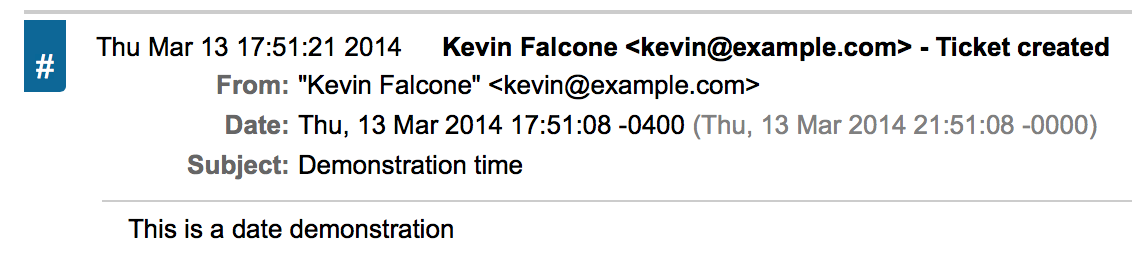 # Thu Mar 13 17:51:21 2014 Kevin Falcone <kevin@example.com> - Ticket created
From: "Kevin Falcone" <kevin@example.com>
Date: Thu, 13 Mar 2014 17:51:08 -0400 (Thu, 13 Mar 2014 21:51:08 -0000)
Subject: Demonstration time
This is a date demonstration